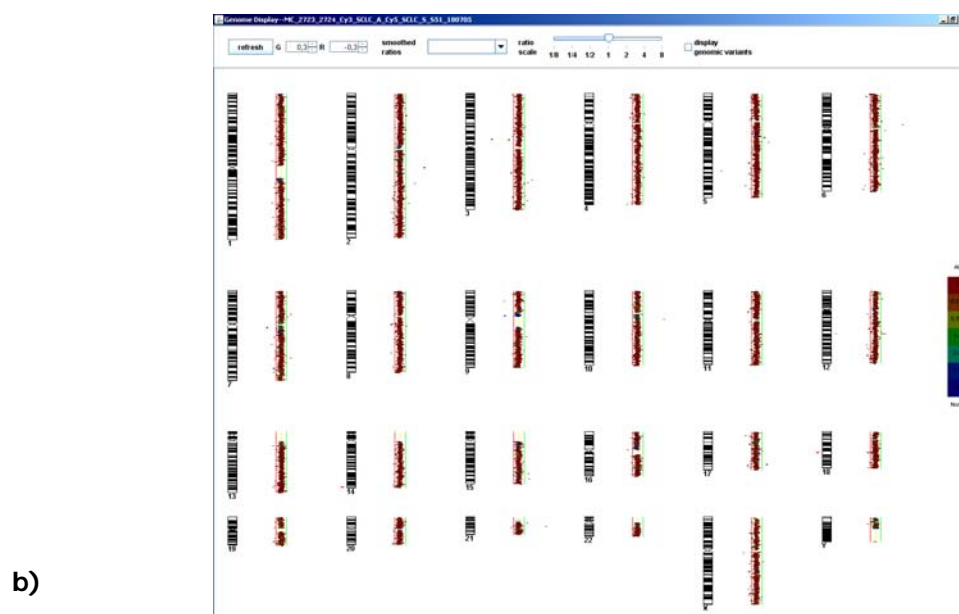 Genome Display--MC_2723_2724_Cy3_SCLC_A_Cy5_SCLC_S_S51_180705
refresh G 0,3 R -0,3 smoothed ratios ratio scale 1/8 1/4 1/2 1 2 4 8 display genomic variants
1 2 3 4 5 6
7 8 9 10 11 12
13 14 15 16 17 18
19 20 21 22 X Y
b)